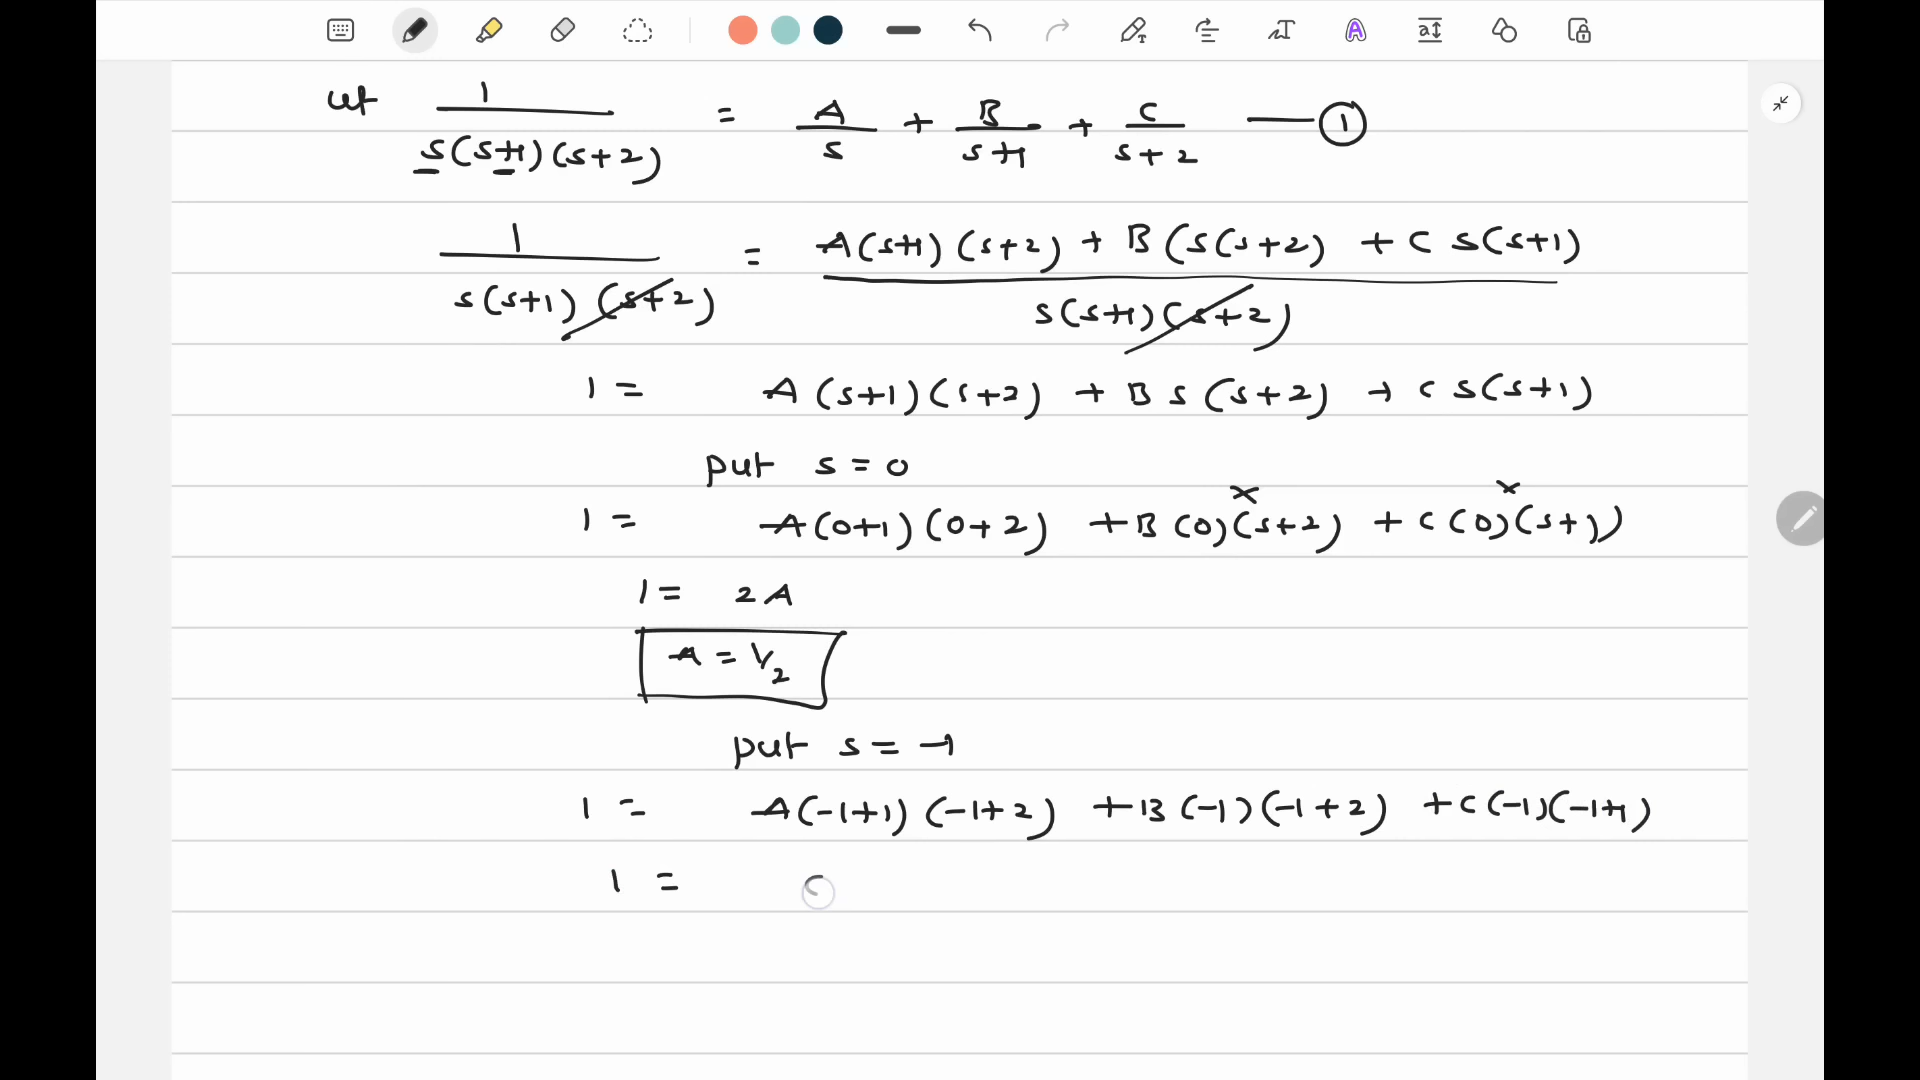 let 1/(s(s+1)(s+2)) = A/s + B/(s+1) + C/(s+2) — ①
1/(s(s+1)(s+2)) = (A(s+1)(s+2) + B(s(s+2) + C s(s+1))/(s(s+1)(s+2))
1 = A(s+1)(s+2) + B s(s+2) + C s(s+1)
put s = 0
1 = A(0+1)(0+2) + B(0)(s+2) + C(0)(s+1)
1 = 2A
A = 1/2
put s = -1
1 = A(-1+1)(-1+2) + B(-1)(-1+2) + C(-1)(-1+1)
1 =